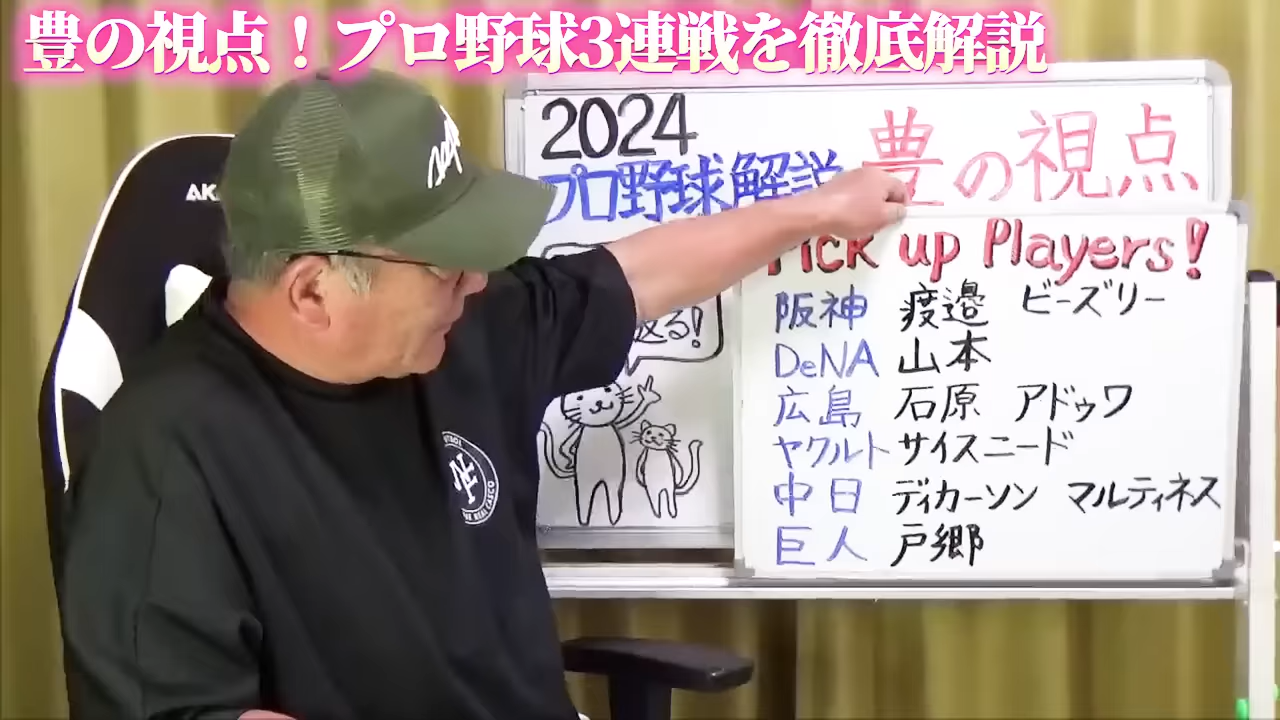 豊の視点！プロ野球3連戦を徹底解説
2024
プロ野球解説
豊の視点
返る!
Pick up Players!
阪神 渡邉 ビーズリー
DeNA 山本
広島 石原 アドゥワ
ヤクルト サイスニード
中日 ディカーソン マルティネス
巨人 戸郷
AK